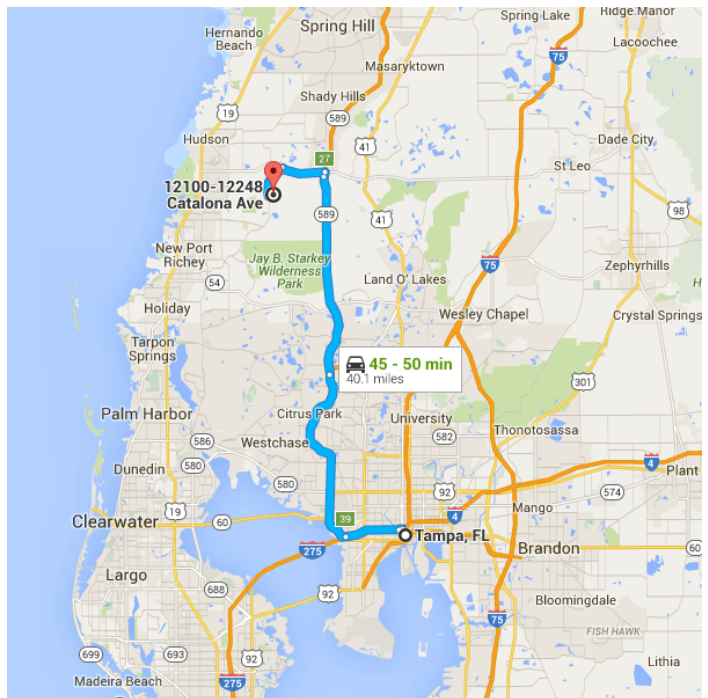 Spring Lake
Ridge Manor
Hernando
Beach
Spring Hill
75
Lacoochee
Masaryktown
19
Shady Hills
589
41
Hudson
Dade City
27
St Leo
12100-12248
Catalona Ave
589
41
98
New Port
Richey
Jay B. Starkey
Wilderness
Park
75
Zephyrhills
54
Land O' Lakes
Holiday
Wesley Chapel
Crystal Springs
Tarpon
Springs
45 - 50 min
40.1 miles
301
Palm Harbor
Citrus Park
University
Thonotosassa
586
Westchase
582
4
Dunedin
580
580
92
Plant
574
19
Mango
Clearwater
60
39
4
Tampa, FL
275
Brandon
60
Largo
688
92
Bloomingdale
75
FISH HAWK
699
693
92
Lithia
Madeira Beach
275